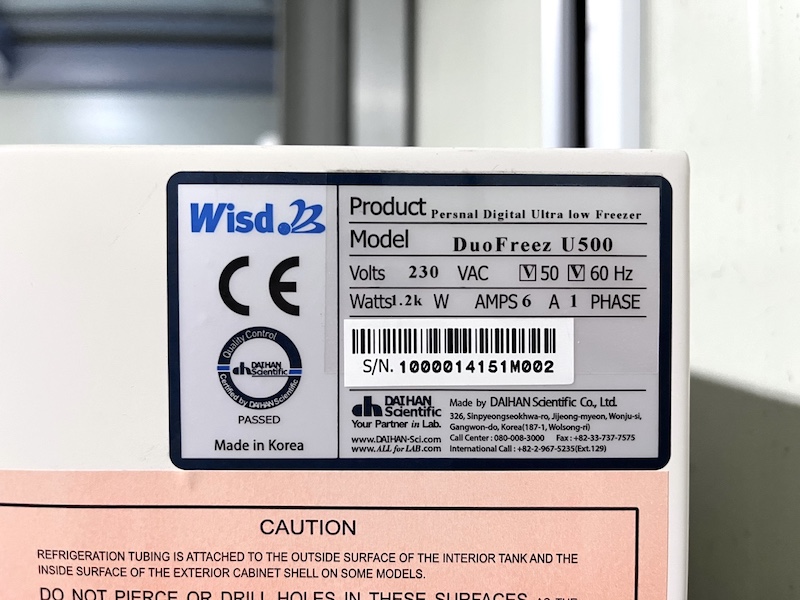 Wisd.
CE
Quality Control
DAIHAN
Scientific
Certified by DAIHAN Scientific
PASSED
Made in Korea
Product Persnal Digital Ultra low Freezer
Model DuoFreez U500
Volts 230 VAC V 50 V 60 Hz
Watts 1.2k W AMPS 6 A 1 PHASE
S/N. 1000014151M002
dh DAIHAN Scientific
Your Partner in Lab.
www.DAIHAN-Sci.com
www.ALL for LAB.com
Made by DAIHAN Scientific Co., Ltd.
326, Sinpyeongseokhwa-ro, Jijeong-myeon, Wonju-si,
Gangwon-do, Korea(187-1, Wolsong-ri)
Call Center : 080-008-3000 Fax : +82-33-737-7575
International Call : +82-2-967-5235(Ext.129)
CAUTION
REFRIGERATION TUBING IS ATTACHED TO THE OUTSIDE SURFACE OF THE INTERIOR TANK AND THE
INSIDE SURFACE OF THE EXTERIOR CABINET SHELL ON SOME MODELS.
DO NOT PIERCE OR DRILL HOLES IN THESE SURFACES